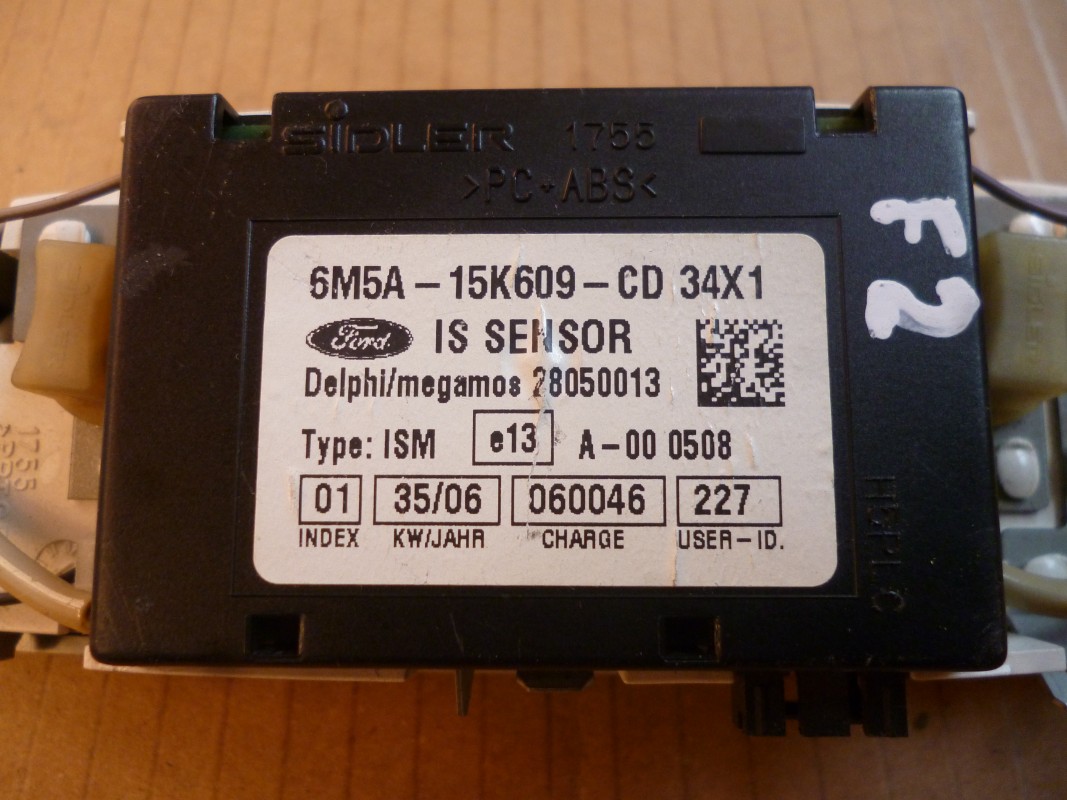 SiDLER 1755
>PC+ABS<
F2
6M5A-15K609-CD 34X1
Ford IS SENSOR
Delphi/megamos 28050013
Type: ISM e13 A-00 0508
01 35/06 060046 227
INDEX KW/JAHR CHARGE USER-ID.
1755